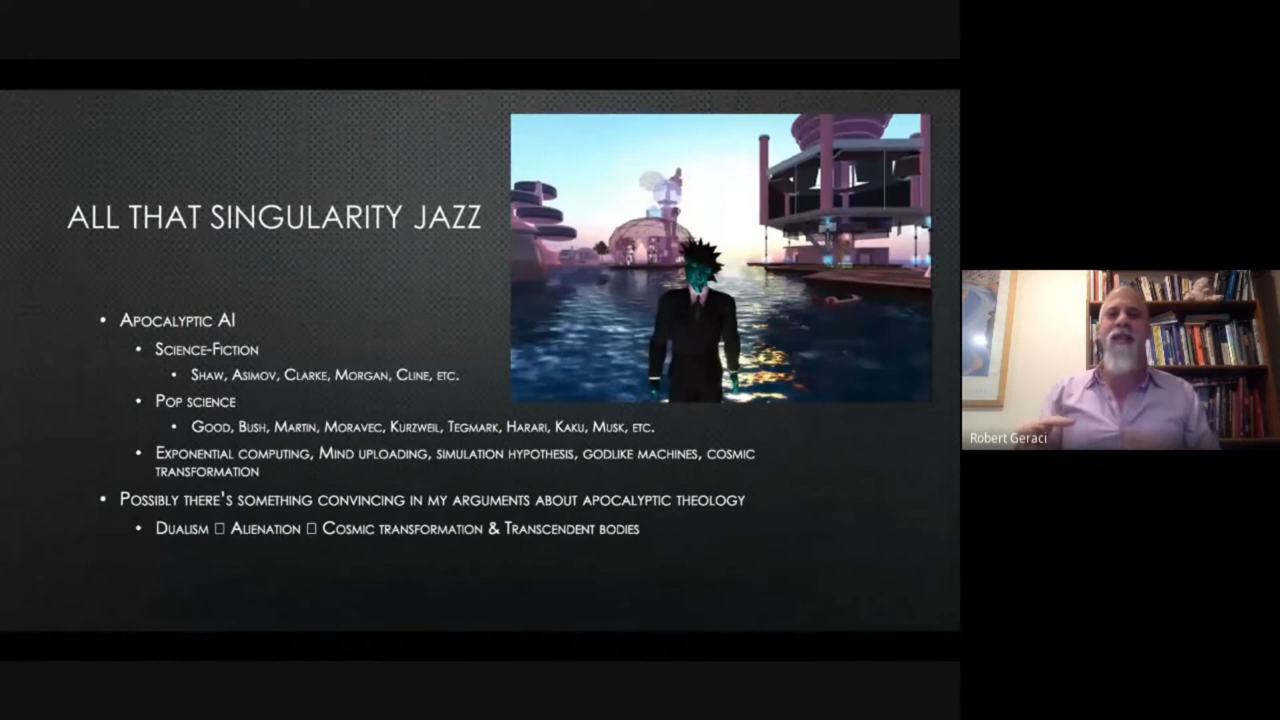 ALL THAT SINGULARITY JAZZ
• APOCALYPTIC AI
• SCIENCE-FICTION
• SHAW, ASIMOV, CLARKE, MORGAN, CLINE, ETC.
• POP SCIENCE
• GOOD, BUSH, MARTIN, MORAVEC, KURZWEIL, TEGMARK, HARARI, KAKU, MUSK, ETC.
• EXPONENTIAL COMPUTING, MIND UPLOADING, SIMULATION HYPOTHESIS, GODLIKE MACHINES, COSMIC
TRANSFORMATION
• POSSIBLY THERE'S SOMETHING CONVINCING IN MY ARGUMENTS ABOUT APOCALYPTIC THEOLOGY
• DUALISM □ ALIENATION □ COSMIC TRANSFORMATION & TRANSCENDENT BODIES
Robert Geraci